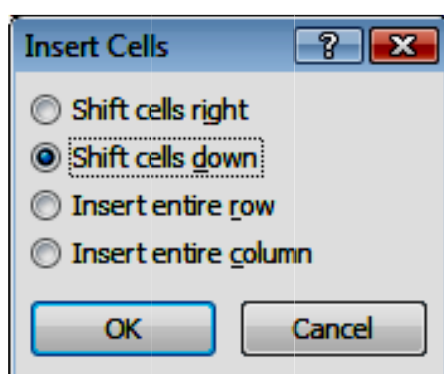 Insert Cells ?
Shift cells right
Shift cells down
Insert entire row
Insert entire column
OK Cancel